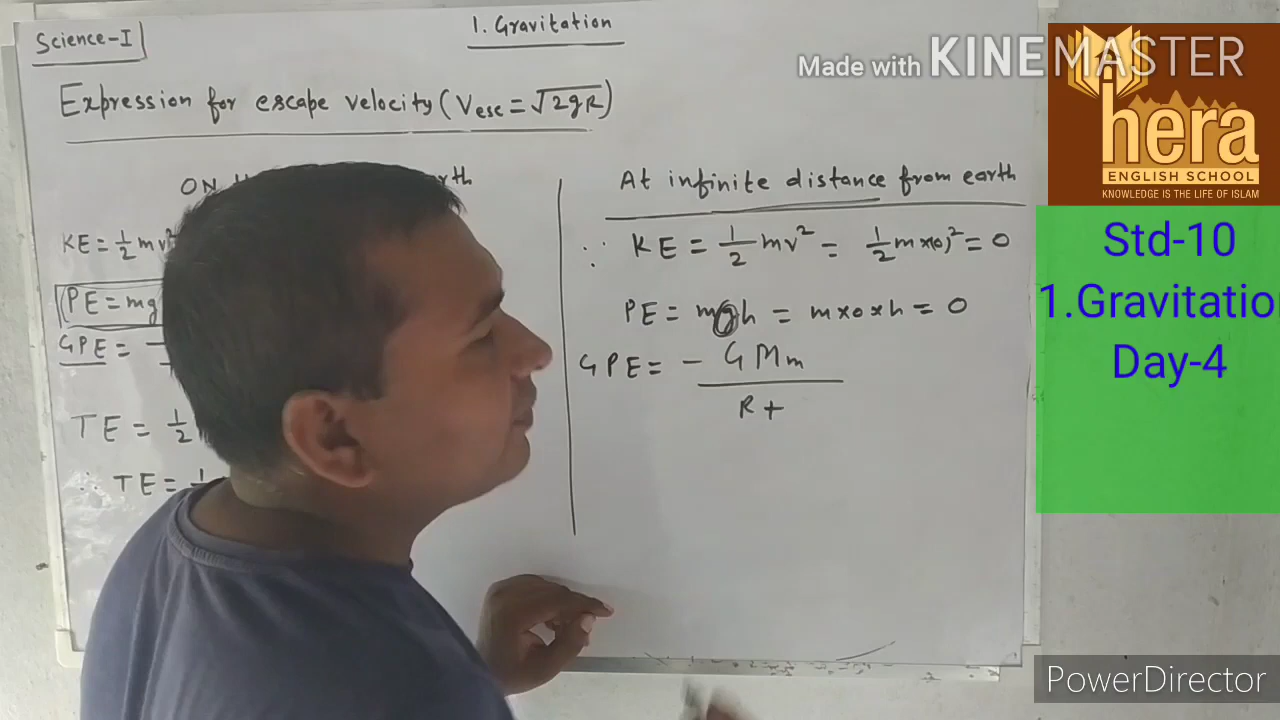 Science-I
1. Gravitation
Expression for escape velocity (Vesc = √2gR)
ON
KE = 1/2 mv²
PE = mg
GPE =
TE = 1/2
∴ TE =
At infinite distance from earth
∴ KE = 1/2 mv² = 1/2 m×(0)² = 0
PE = mgh = m×0×h = 0
GPE = - GMm
R +
Made with KINEMASTER
hera
ENGLISH SCHOOL
KNOWLEDGE IS THE LIFE OF ISLAM
Std-10
1.Gravitatio
Day-4
PowerDirector